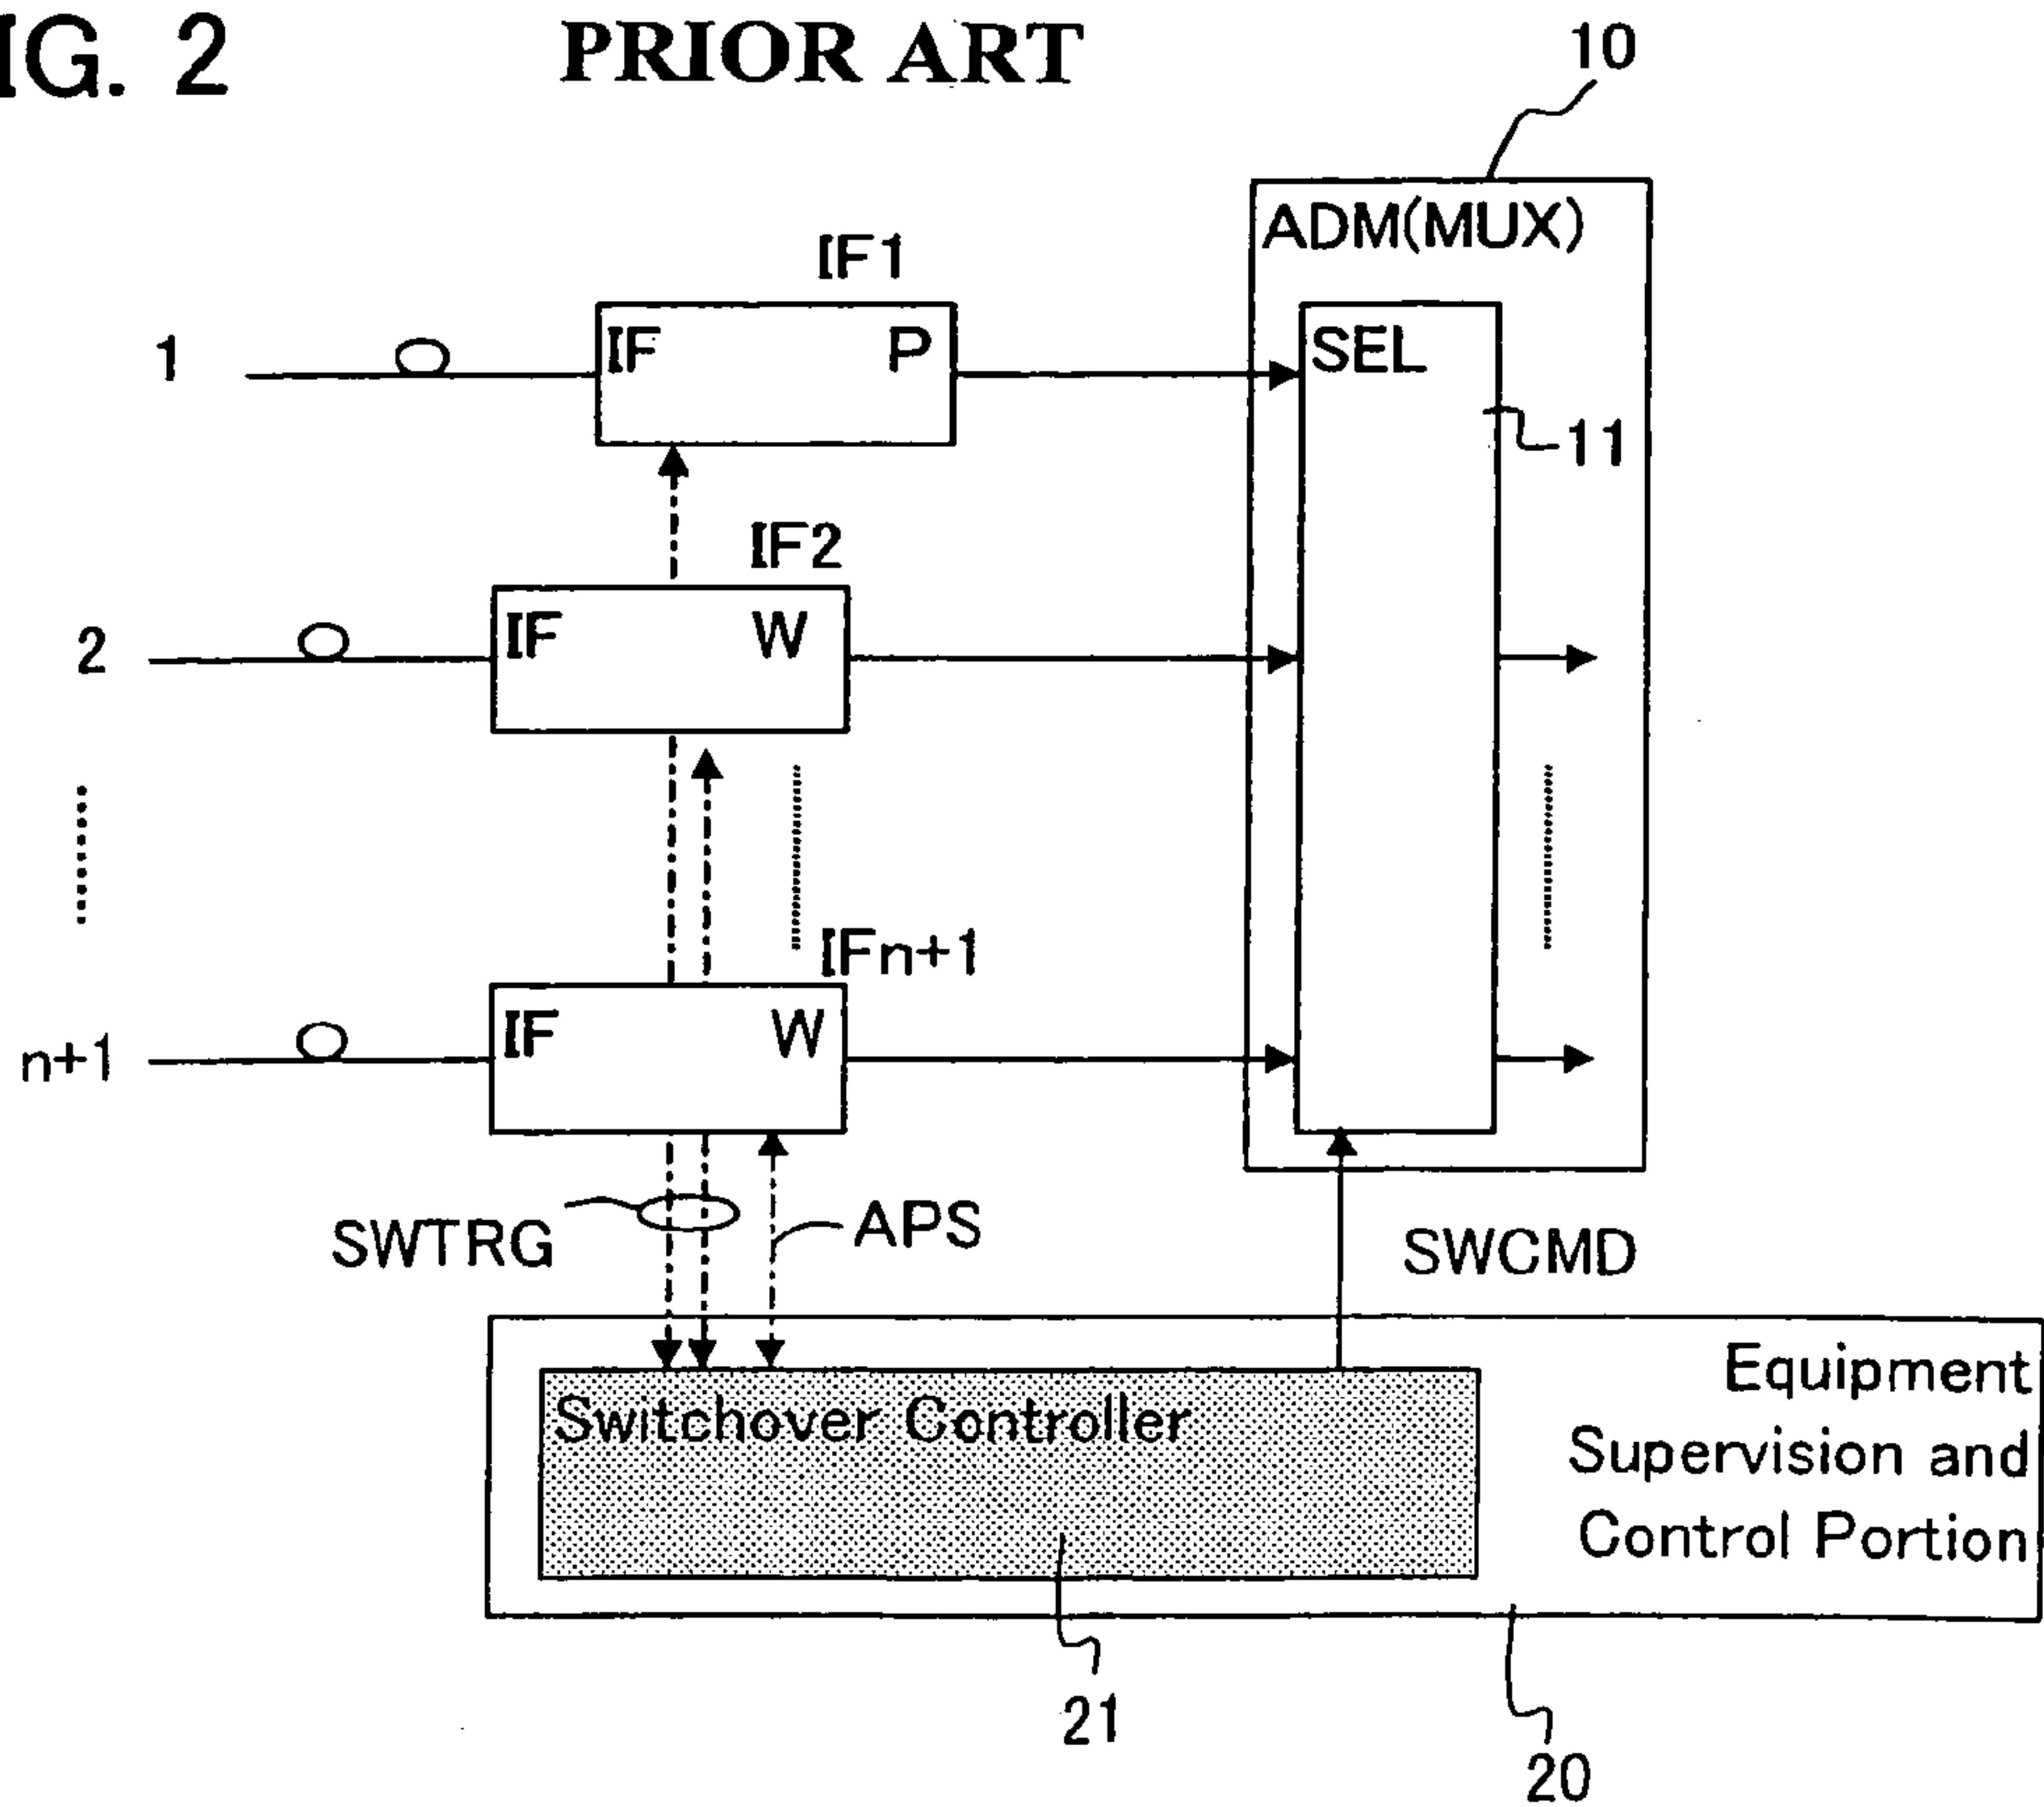 IG. 2
PRIOR ART
10
ADM(MUX)
IF1
1
IF P
SEL
11
IF2
2
IF W
IFn+1
n+1
IF W
SWTRG
APS
SWCMD
Switchover Controller
Equipment
Supervision and
Control Portion
21
20